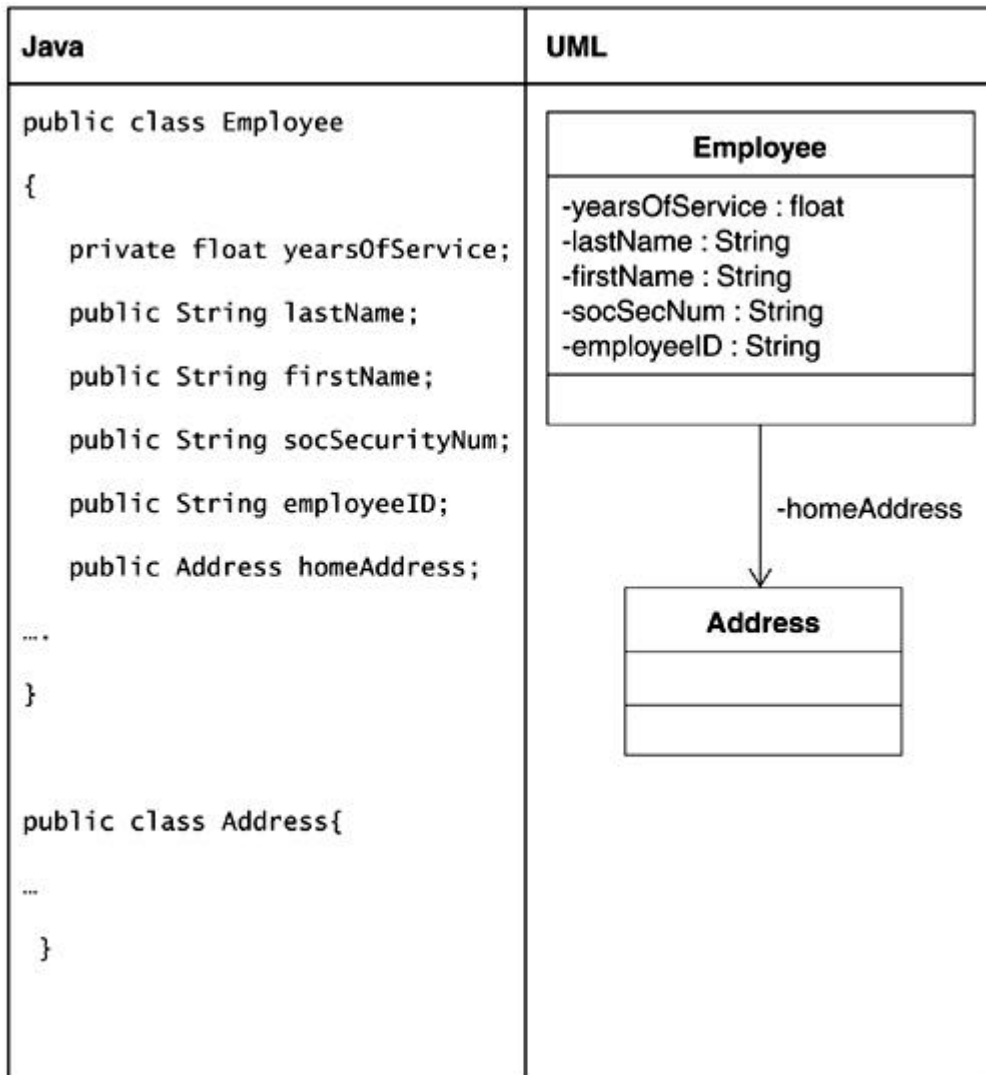 Java
public class Employee
{
private float yearsOfService;
public String lastName;
public String firstName;
public String socSecurityNum;
public String employeeID;
public Address homeAddress;
….
}
public class Address{
…
}
UML
Employee
-yearsOfService : float
-lastName : String
-firstName : String
-socSecNum : String
-employeeID : String
-homeAddress
Address